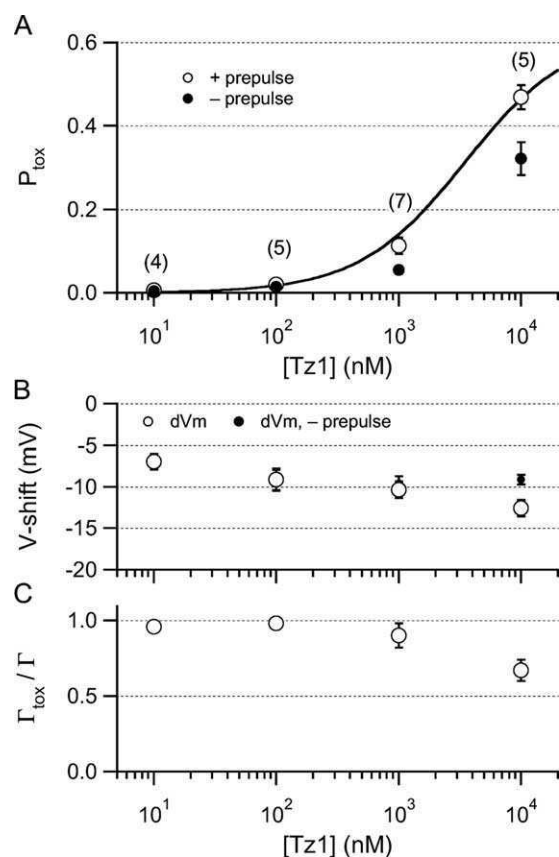 A
0.6
○ + prepulse
● – prepulse
(5)
0.4
P_tox
(7)
0.2
(4)
(5)
0.0
10¹ 10² 10³ 10⁴
[Tz1] (nM)
B
0
○ dVm ● dVm, – prepulse
-5
V-shift (mV)
-10
-15
-20
C
1.0
Γ_tox / Γ
0.5
0.0
10¹ 10² 10³ 10⁴
[Tz1] (nM)